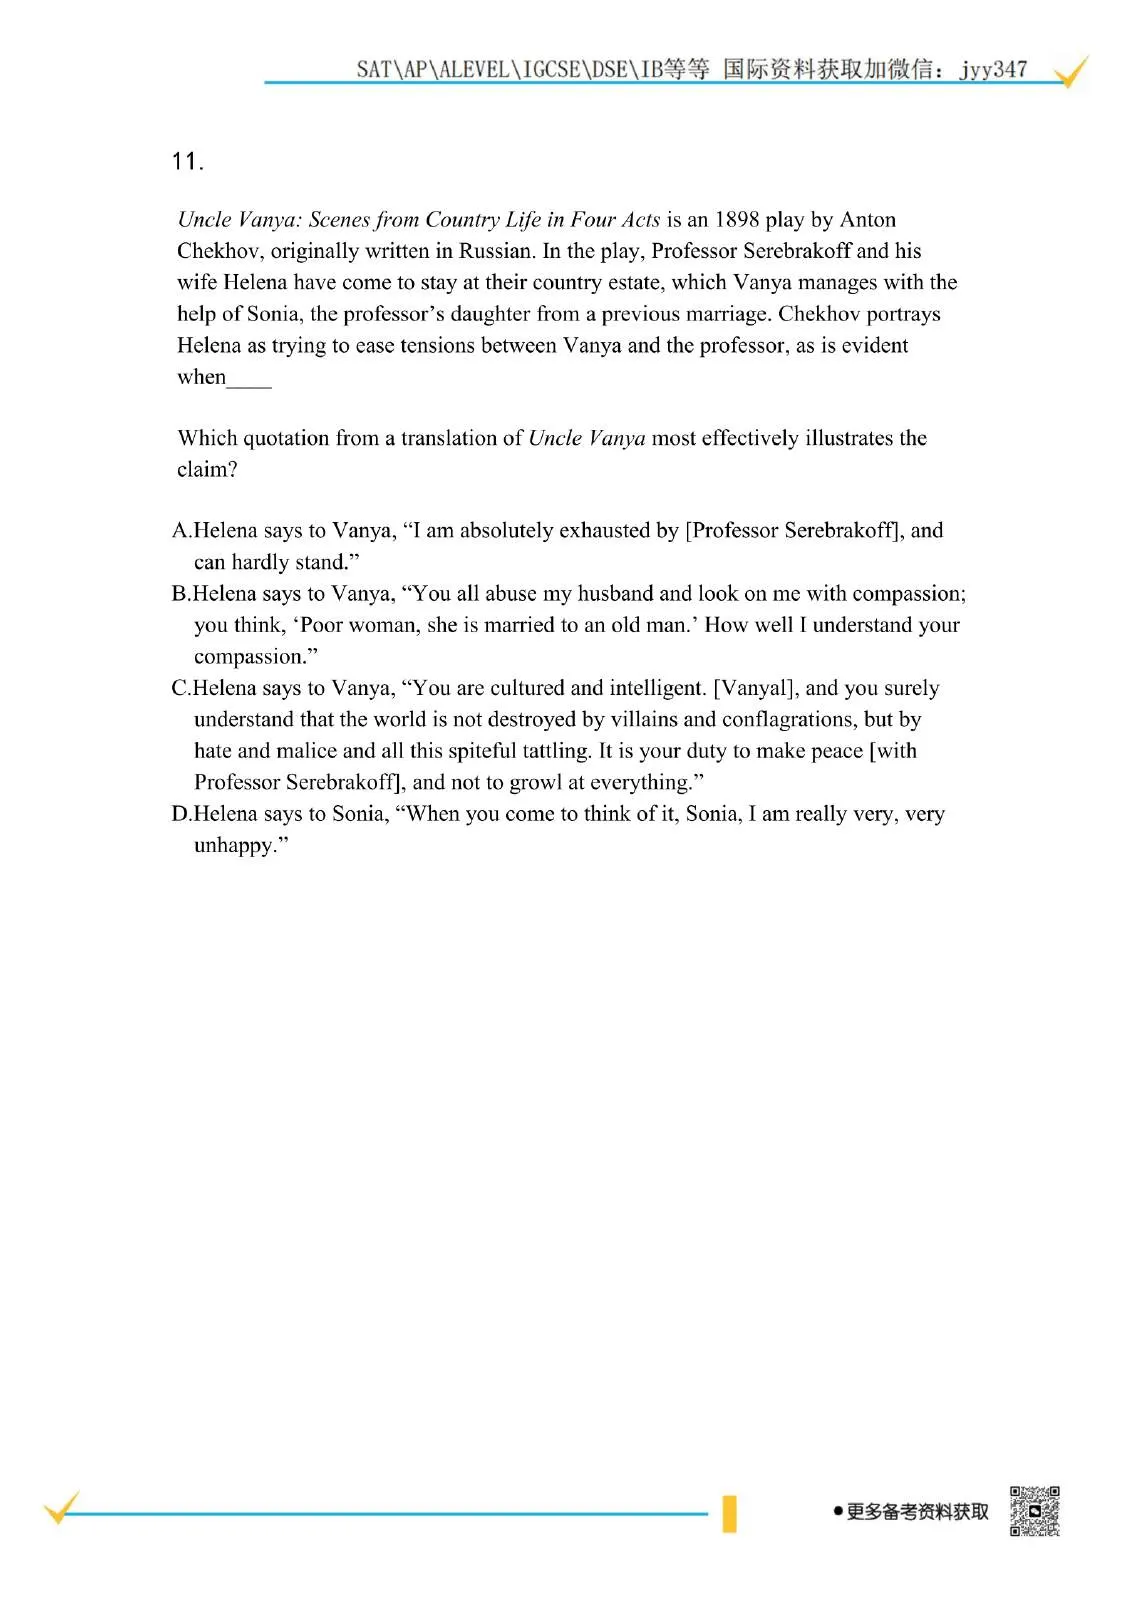 SAT\AP\ALEVEL\IGCSE\DSE\IB等等 国际资料获取加微信：jyy347
11.
Uncle Vanya: Scenes from Country Life in Four Acts is an 1898 play by Anton
Chekhov, originally written in Russian. In the play, Professor Serebrakoff and his
wife Helena have come to stay at their country estate, which Vanya manages with the
help of Sonia, the professor’s daughter from a previous marriage. Chekhov portrays
Helena as trying to ease tensions between Vanya and the professor, as is evident
when____
Which quotation from a translation of Uncle Vanya most effectively illustrates the
claim?
A.Helena says to Vanya, “I am absolutely exhausted by [Professor Serebrakoff], and
can hardly stand.”
B.Helena says to Vanya, “You all abuse my husband and look on me with compassion;
you think, ‘Poor woman, she is married to an old man.’ How well I understand your
compassion.”
C.Helena says to Vanya, “You are cultured and intelligent. [Vanyal], and you surely
understand that the world is not destroyed by villains and conflagrations, but by
hate and malice and all this spiteful tattling. It is your duty to make peace [with
Professor Serebrakoff], and not to growl at everything.”
D.Helena says to Sonia, “When you come to think of it, Sonia, I am really very, very
unhappy.”
●更多备考资料获取